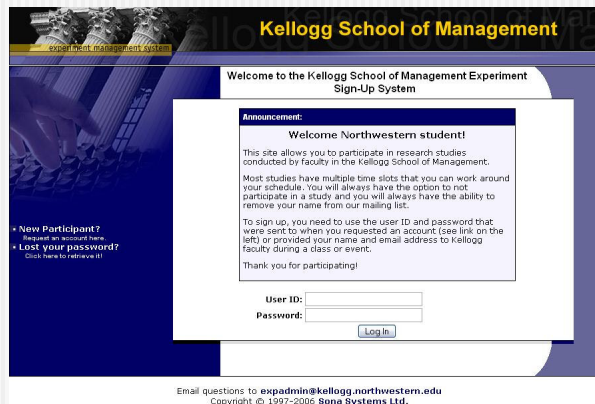 Kellogg School of Management
experiment management system
Welcome to the Kellogg School of Management Experiment
Sign-Up System
Announcement:
Welcome Northwestern student!
This site allows you to participate in research studies
conducted by faculty in the Kellogg School of Management.
Most studies have multiple time slots that you can work around
your schedule. You will always have the option to not
participate in a study and you will always have the ability to
remove your name from our mailing list.
To sign up, you need to use the user ID and password that
were sent to when you requested an account (see link on the
left) or provided your name and email address to Kellogg
faculty during a class or event.
Thank you for participating!
New Participant?
Request an account here.
Lost your password?
Click here to retrieve it!
User ID:
Password:
Log In
Email questions to expadmin@kellogg.northwestern.edu
Copyright © 1997-2006 Sona Systems Ltd.